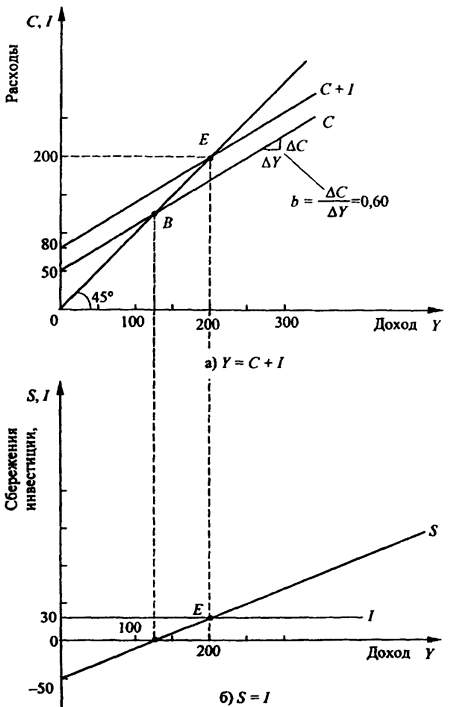 C, I
Расходы
C + I
C
E
ΔC
ΔY
200
b = ΔC/ΔY = 0,60
B
80
50
45°
0
100
200
300
Доход Y
а) Y = C + I
S, I
Сбережения
инвестиции,
S
E
I
30
100
0
200
Доход Y
–50
б) S = I